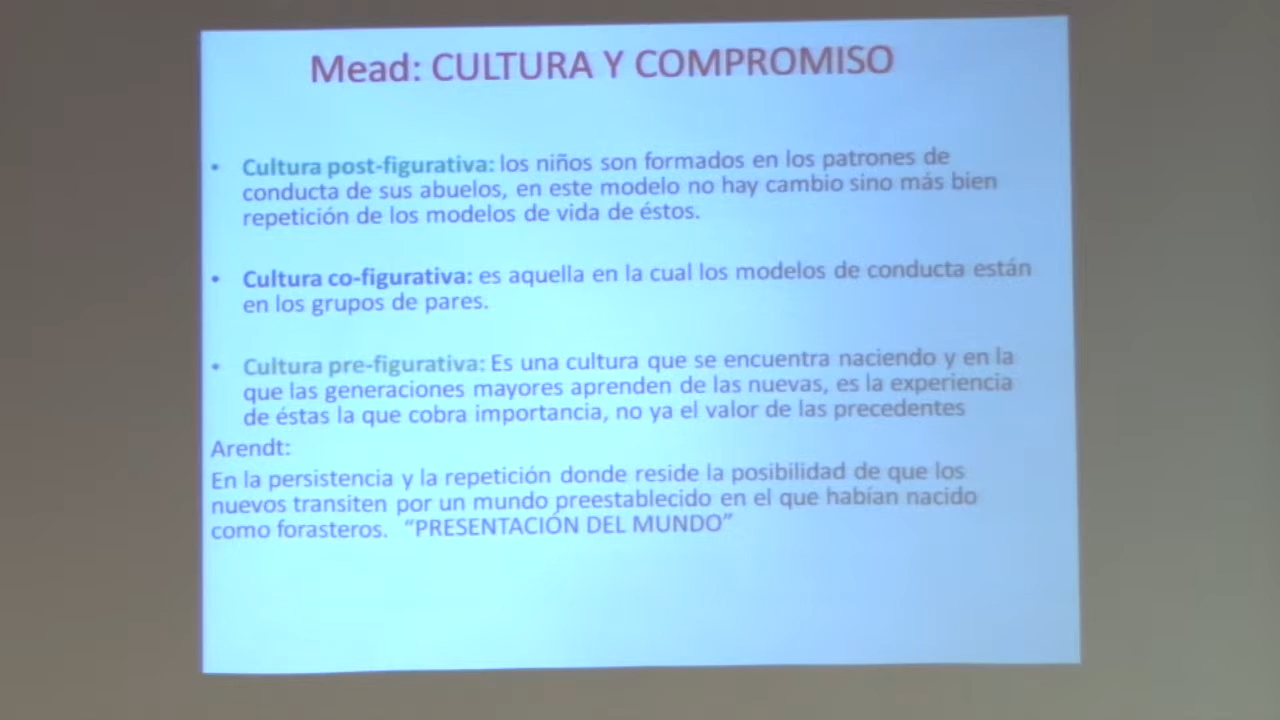 Mead: CULTURA Y COMPROMISO
• Cultura post-figurativa: los niños son formados en los patrones de
conducta de sus abuelos, en este modelo no hay cambio sino más bien
repetición de los modelos de vida de éstos.
• Cultura co-figurativa: es aquella en la cual los modelos de conducta están
en los grupos de pares.
• Cultura pre-figurativa: Es una cultura que se encuentra naciendo y en la
que las generaciones mayores aprenden de las nuevas, es la experiencia
de éstas la que cobra importancia, no ya el valor de las precedentes
Arendt:
En la persistencia y la repetición donde reside la posibilidad de que los
nuevos transiten por un mundo preestablecido en el que habían nacido
como forasteros. “PRESENTACIÓN DEL MUNDO”